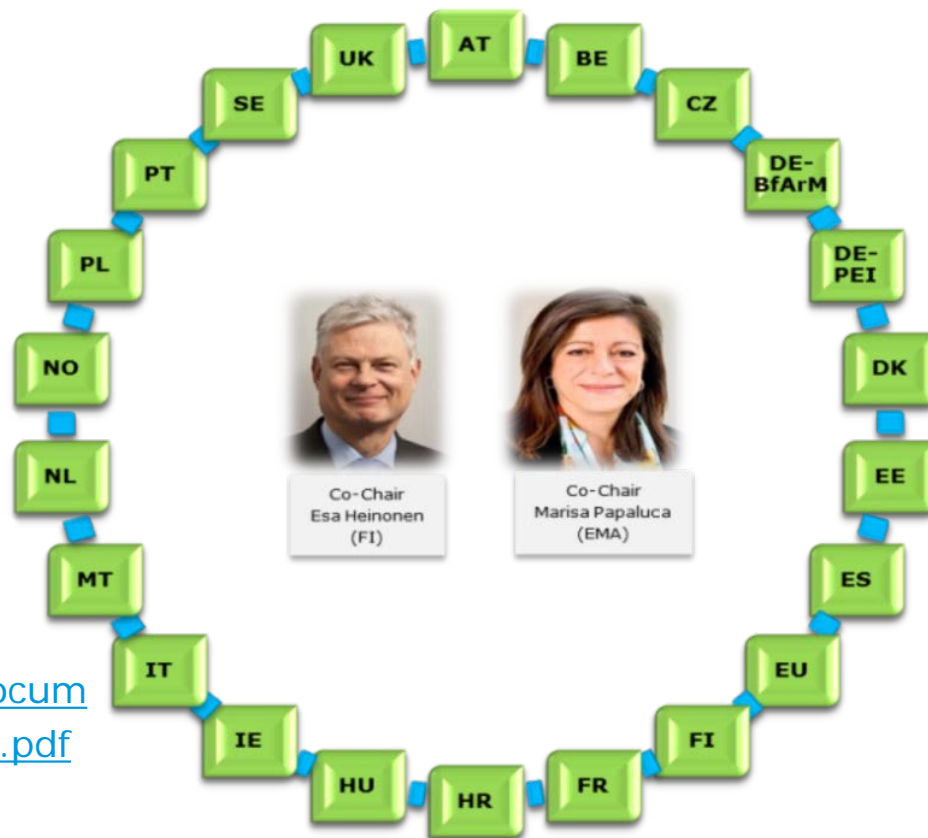 AT
BE
CZ
DE-
BfArM
DE-
PEI
DK
EE
ES
EU
FI
FR
HR
HU
IE
IT
MT
NL
NO
PL
PT
SE
UK
Co-Chair
Esa Heinonen
(FI)
Co-Chair
Marisa Papaluca
(EMA)
ocum
.pdf